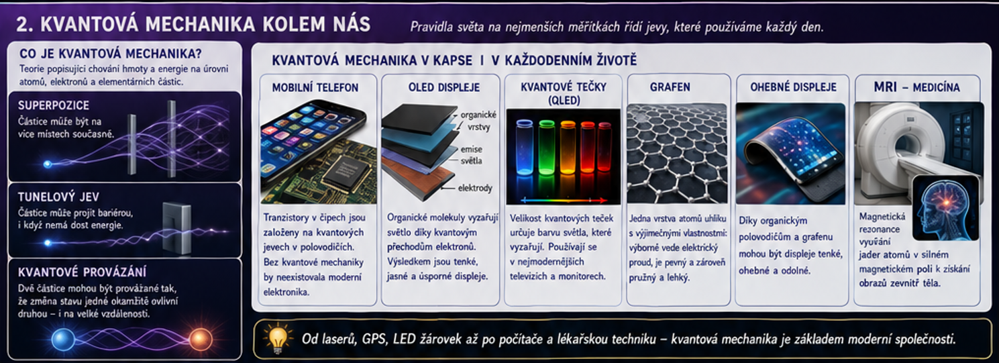 2. KVANTOVÁ MECHANIKA KOLEM NÁS
Pravidla světa na nejmenších měřítkách řídí jevy, které používáme každý den.
CO JE KVANTOVÁ MECHANIKA?
Teorie popisující chování hmoty a energie na úrovni
atomů, elektronů a elementárních částic.
SUPERPOZICE
Částice může být na
více místech současně.
TUNELOVÝ JEV
Částice může projít bariérou,
i když nemá dost energie.
KVANTOVÉ PROVÁZÁNÍ
Dvě částice mohou být provázané tak,
že změna stavu jedné okamžitě ovlivní
druhou – i na velké vzdálenosti.
KVANTOVÁ MECHANIKA V KAPSE I V KAŽDODENNÍM ŽIVOTĚ
MOBILNÍ TELEFON
Tranzistory v čipech jsou
založeny na kvantových
jevech v polovodičích.
Bez kvantové mechaniky
by neexistovala moderní
elektronika.
OLED DISPLEJE
organické
vrstvy
emise
světla
elektrody
Organické molekuly vyzařují
světlo díky kvantovým
přechodům elektronů.
Výsledkem jsou tenké,
jasné a úsporné displeje.
KVANTOVÉ TEČKY
(QLED)
Velikost kvantových teček
určuje barvu světla, které
vyzařují. Používají se
v nejmodernějších
televizích a monitorech.
GRAFEN
Jedna vrstva atomů uhlíku
s výjimečnými vlastnostmi:
výborně vede elektrický
proud, je pevný a zároveň
pružný a lehký.
OHEBNÉ DISPLEJE
Díky organickým
polovodičům a grafenu
mohou být displeje tenké,
ohebné a odolné.
MRI – MEDICÍNA
Magnetická
rezonance
využívání
jader atomů v silném
magnetickém poli k získání
obrazů zevnitř těla.
Od laserů, GPS, LED žárovek až po počítače a lékařskou techniku – kvantová mechanika je základem moderní společnosti.